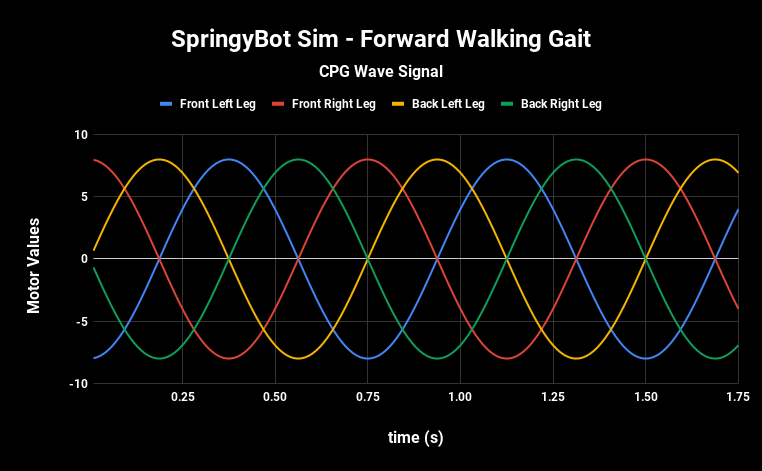 SpringyBot Sim - Forward Walking Gait
CPG Wave Signal
Front Left Leg Front Right Leg Back Left Leg Back Right Leg
10
5
0
-5
-10
Motor Values
0.25 0.50 0.75 1.00 1.25 1.50 1.75
time (s)